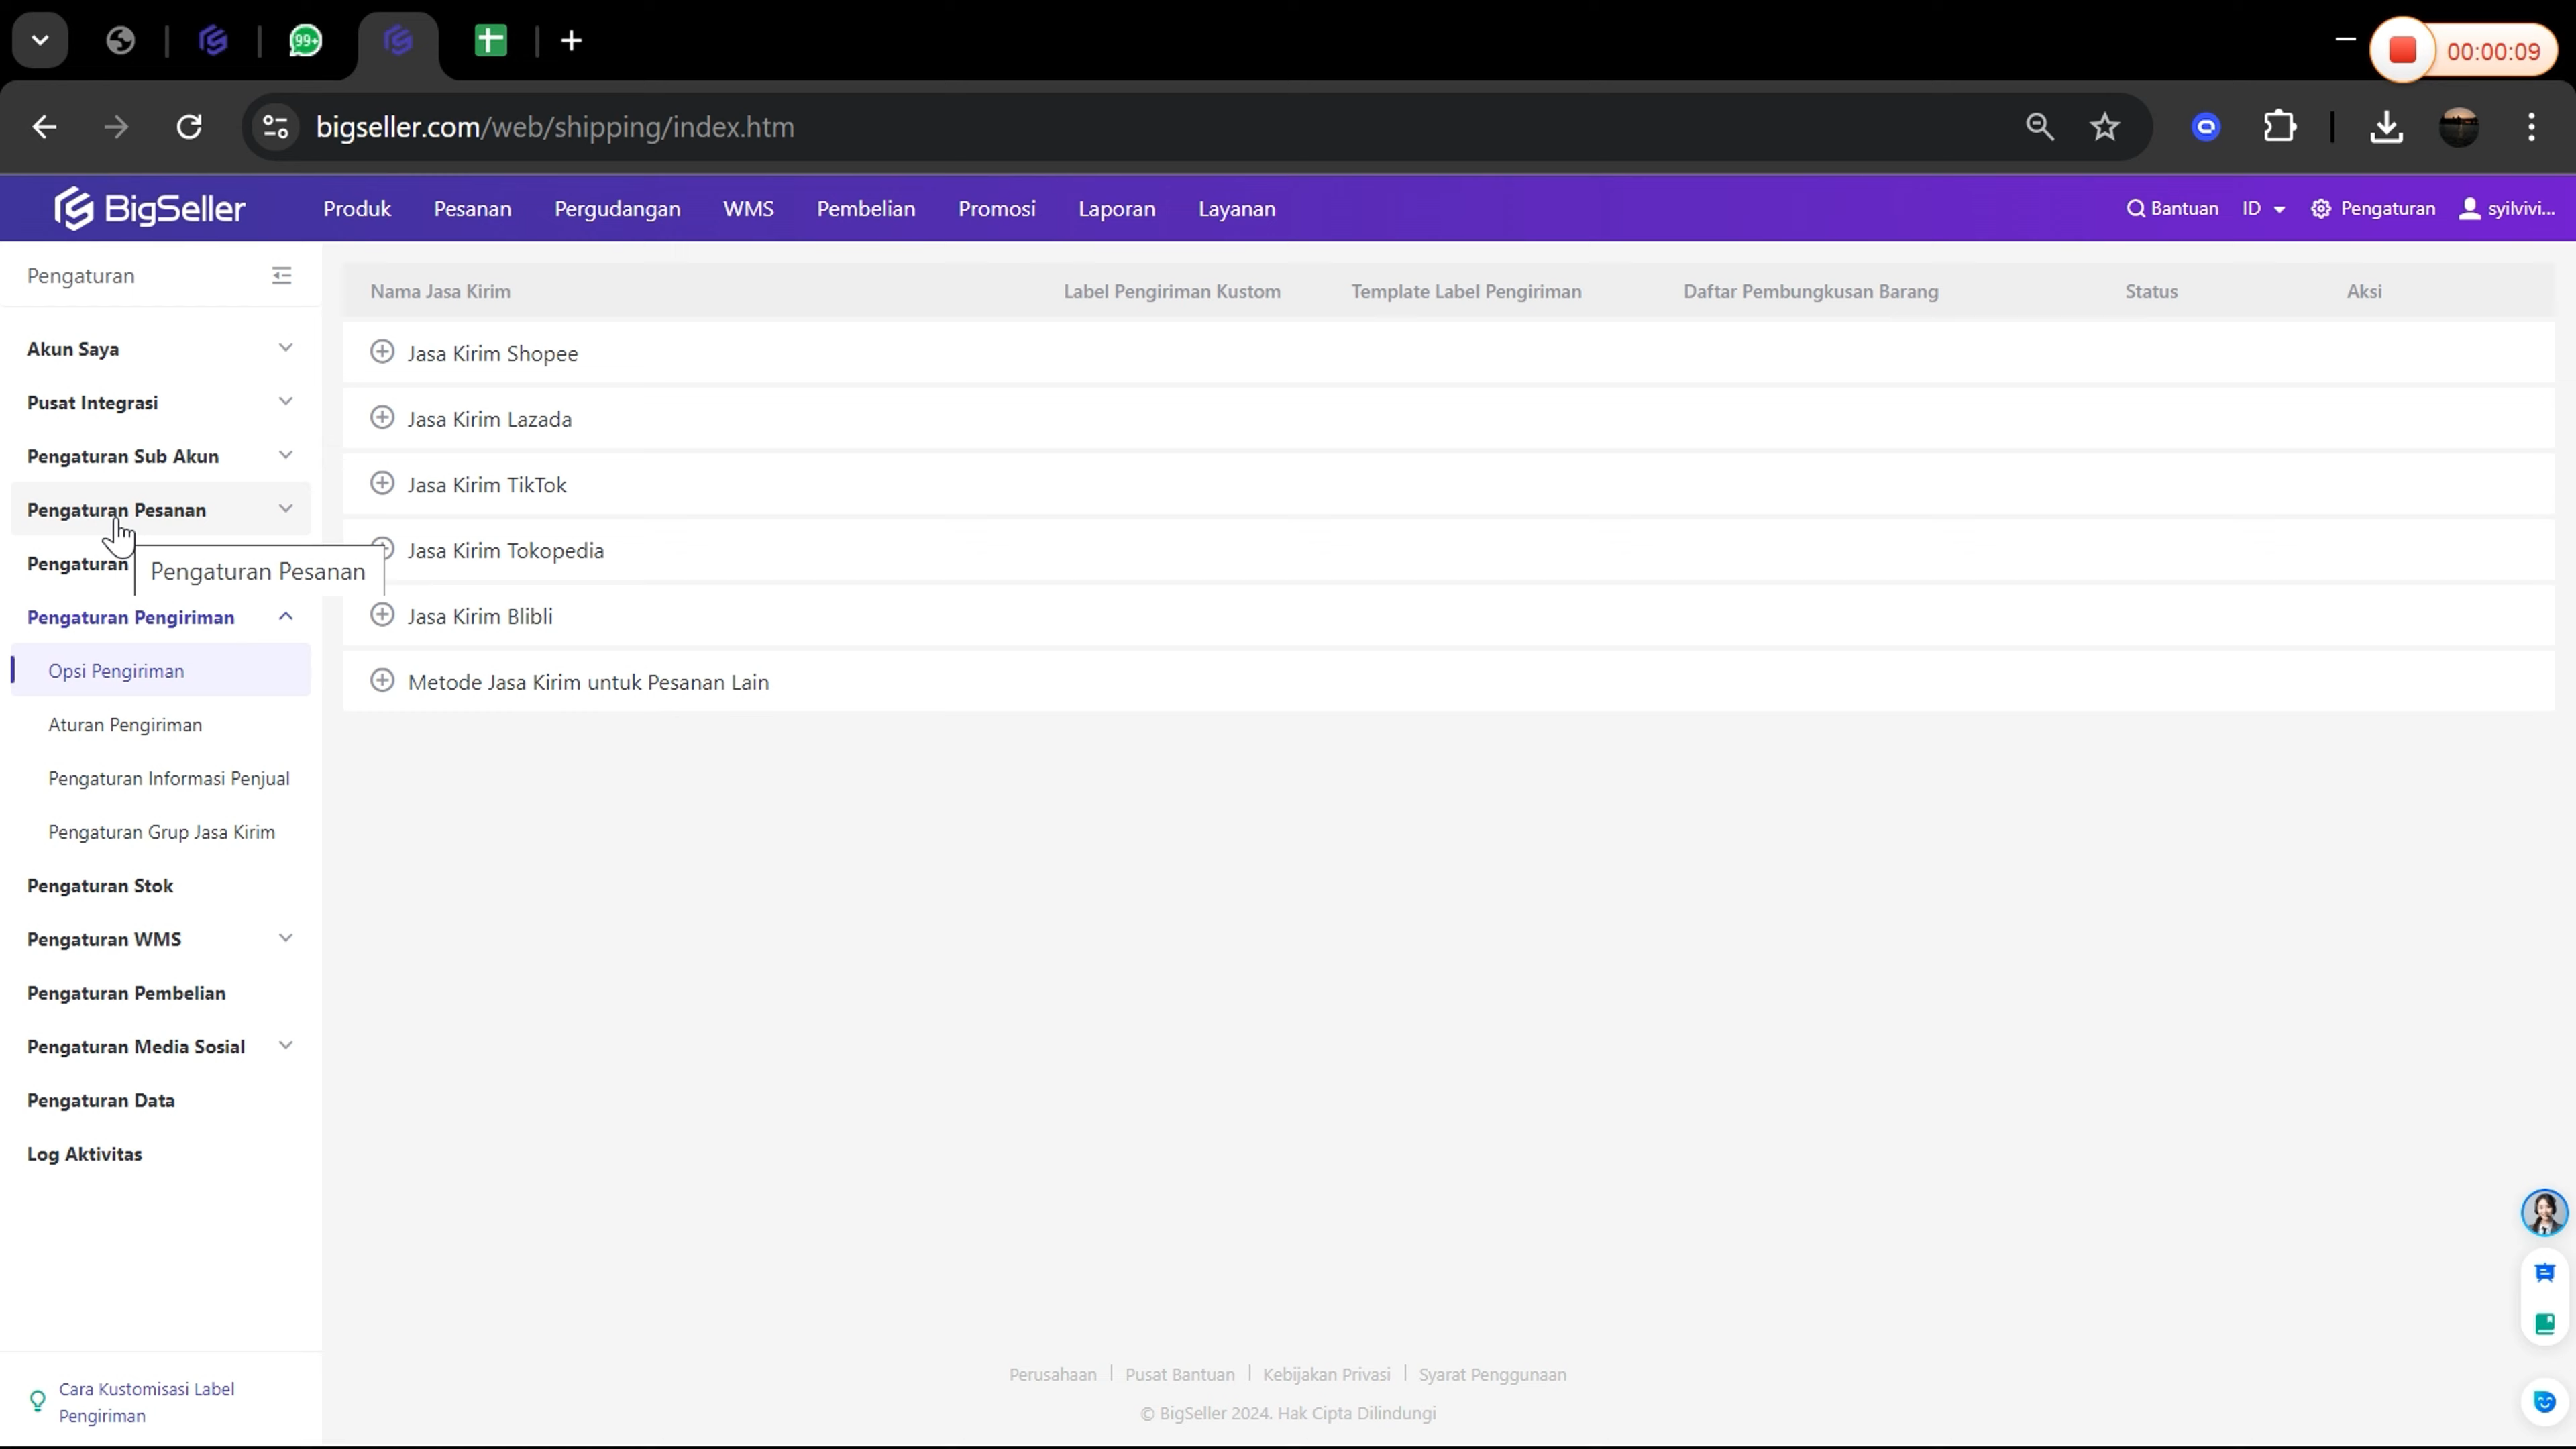 99+
00:00:09
bigseller.com/web/shipping/index.htm
BigSeller
Produk
Pesanan
Pergudangan
WMS
Pembelian
Promosi
Laporan
Layanan
Bantuan
ID
Pengaturan
syilvivi...
Pengaturan
Akun Saya
Pusat Integrasi
Pengaturan Sub Akun
Pengaturan Pesanan
Pengaturan
Pengaturan Pesanan
Pengaturan Pengiriman
Opsi Pengiriman
Aturan Pengiriman
Pengaturan Informasi Penjual
Pengaturan Grup Jasa Kirim
Pengaturan Stok
Pengaturan WMS
Pengaturan Pembelian
Pengaturan Media Sosial
Pengaturan Data
Log Aktivitas
Cara Kustomisasi Label
Pengiriman
Nama Jasa Kirim
Label Pengiriman Kustom
Template Label Pengiriman
Daftar Pembungkusan Barang
Status
Aksi
Jasa Kirim Shopee
Jasa Kirim Lazada
Jasa Kirim TikTok
Jasa Kirim Tokopedia
Jasa Kirim Blibli
Metode Jasa Kirim untuk Pesanan Lain
Perusahaan | Pusat Bantuan | Kebijakan Privasi | Syarat Penggunaan
© BigSeller 2024. Hak Cipta Dilindungi